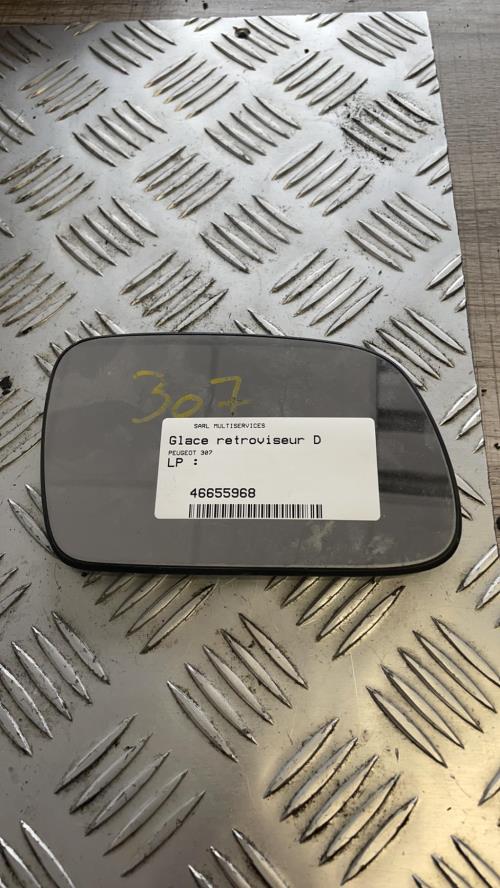 307
SARL MULTISERVICES
Glace retroviseur D
PEUGEOT 307
LP :
46655968